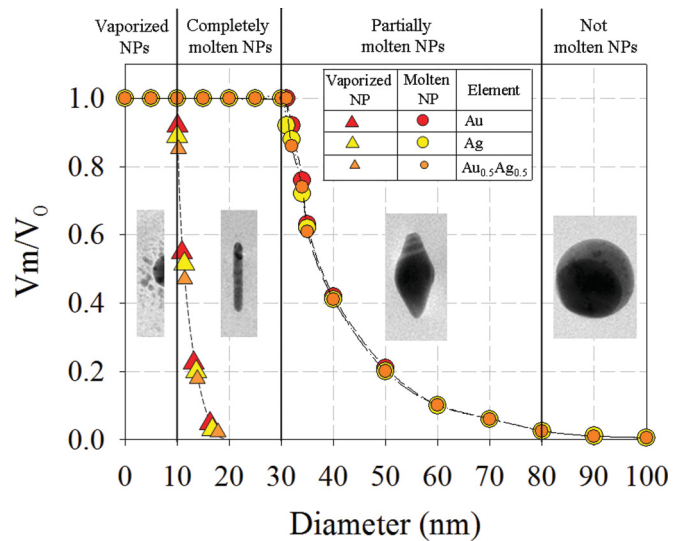 Vaporized Completely Partially Not
NPs molten NPs molten NPs molten NPs
Vaporized Molten Element
NP NP
Au
Ag
Au0.5Ag0.5
1.0
0.8
0.6
0.4
0.2
0.0
Vm/V0
0 10 20 30 40 50 60 70 80 90 100
Diameter (nm)